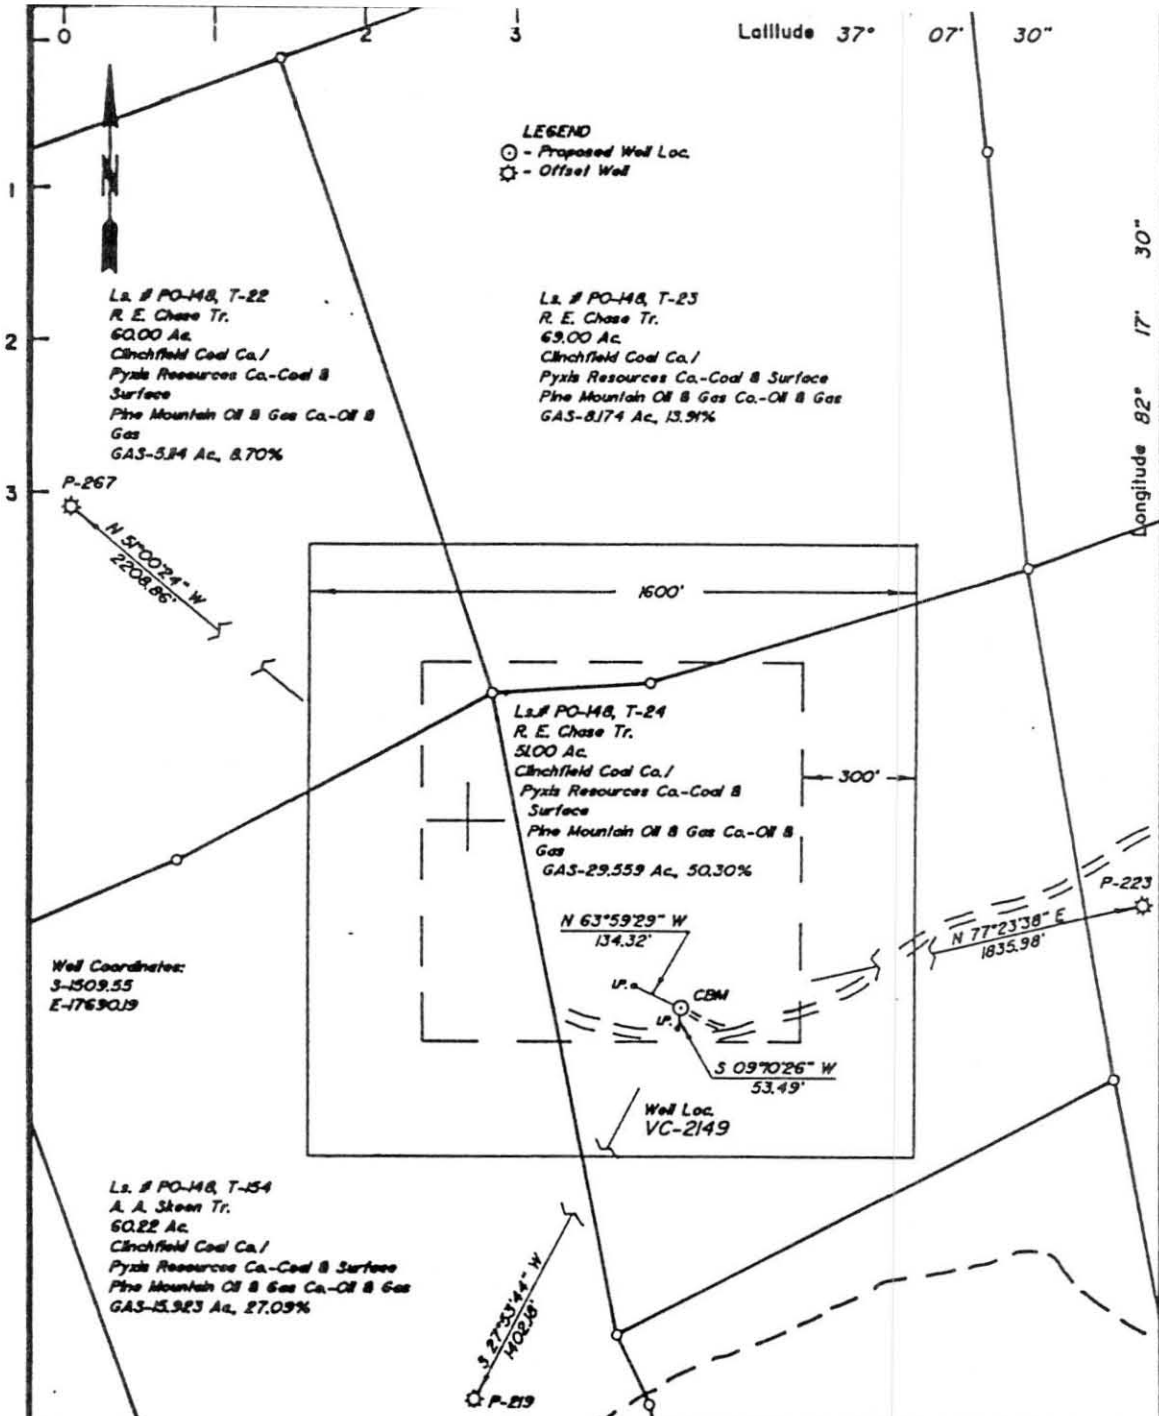 0 1 2 3
Latitude 37° 07' 30"
LEGEND
- Proposed Well Loc.
- Offset Well
N
1
2
3
Longitude 82° 17' 30"
Ls. # PO-148, T-22
R. E. Chase Tr.
60.00 Ac.
Clinchfield Coal Co./
Pyxis Resources Co.-Coal &
Surface
Pine Mountain Oil & Gas Co.-Oil &
Gas
GAS-5.114 Ac., 8.70%
Ls. # PO-148, T-23
R. E. Chase Tr.
69.00 Ac.
Clinchfield Coal Co./
Pyxis Resources Co.-Coal & Surface
Pine Mountain Oil & Gas Co.-Oil & Gas
GAS-8.174 Ac., 13.91%
P-267
N 51°00'24" W
2208.86'
1600'
Ls.# PO-148, T-24
R. E. Chase Tr.
51.00 Ac.
Clinchfield Coal Co./
Pyxis Resources Co.-Coal &
Surface
Pine Mountain Oil & Gas Co.-Oil &
Gas
GAS-29.559 Ac., 50.30%
300'
P-223
N 77°23'38" E
1835.98'
N 63°59'29" W
134.32'
Well Coordinates:
S-1509.55
E-17690.19
I.P.
CBM
I.P.
S 09°10'26" W
53.49'
Well Loc.
VC-2149
Ls. # PO-148, T-154
A. A. Skeen Tr.
60.22 Ac.
Clinchfield Coal Co./
Pyxis Resources Co.-Coal & Surface
Pine Mountain Oil & Gas Co.-Oil & Gas
GAS-15.923 Ac., 27.09%
S 27°53'44" W
1402.18'
P-219